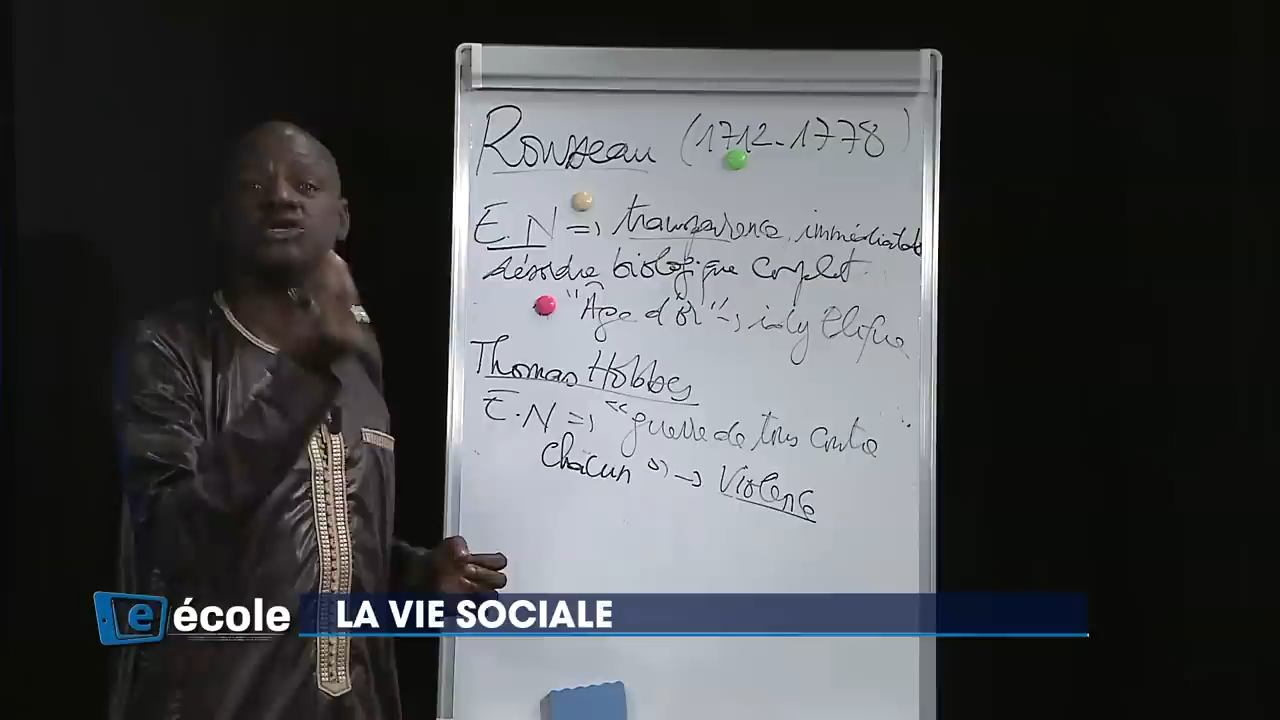 Rousseau (1712-1778)
E.N => transparence, immédiateté
désordre biologique complet.
"Âge d'Or" → idyllique
Thomas Hobbes
E.N => « guerre de tous contre
chacun » → Violence
e école
LA VIE SOCIALE